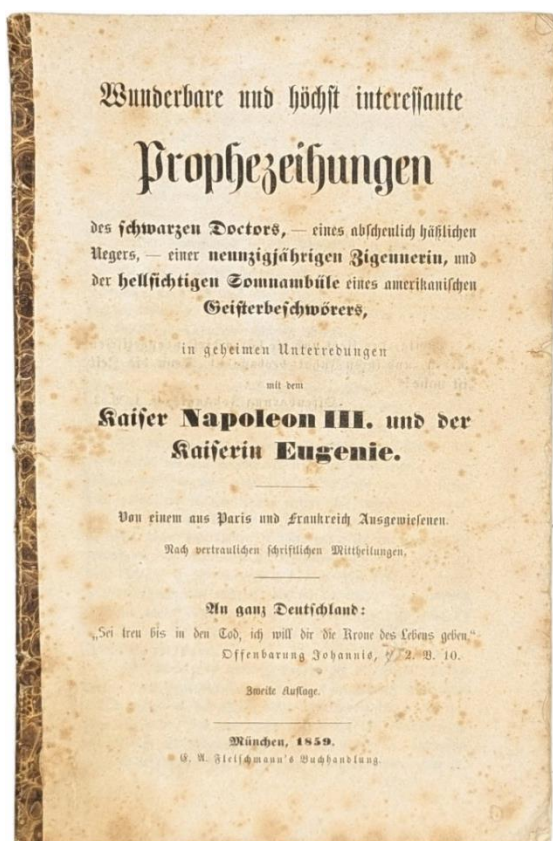 Wunderbare und höchst interessante
Prophezeihungen
des schwarzen Doctors, — eines abscheulich häßlichen
Negers, — einer neunzigjährigen Zigeunerin, und
der hellsichtigen Somnambüle eines amerikanischen
Geisterbeschwörers,
in geheimen Unterredungen
mit dem
Kaiser Napoleon III. und der
Kaiserin Eugenie.
Von einem aus Paris und Frankreich Ausgewiesenen.
Nach vertraulichen schriftlichen Mittheilungen,
An ganz Deutschland:
„Sei treu bis in den Tod, ich will dir die Krone des Lebens geben.“
Offenbarung Johannis, 2. V. 10.
Zweite Auflage.
München, 1859.
E. A. Fleischmann's Buchhandlung.